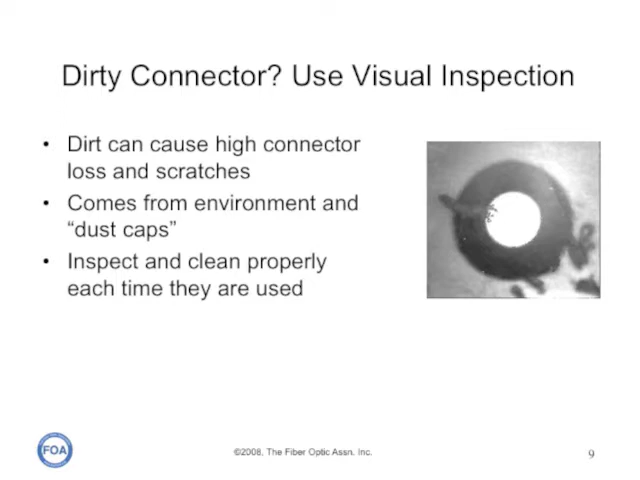 Dirty Connector? Use Visual Inspection
• Dirt can cause high connector
loss and scratches
• Comes from environment and
“dust caps”
• Inspect and clean properly
each time they are used
FOA
©2008, The Fiber Optic Assn. Inc.
9